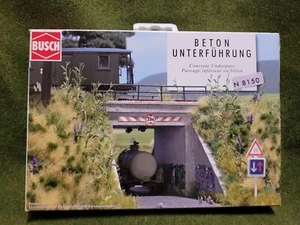 BUSCH
BETON
UNTERFÜHRUNG
Concrete Underpass
Passage inférieur en béton
N 8150